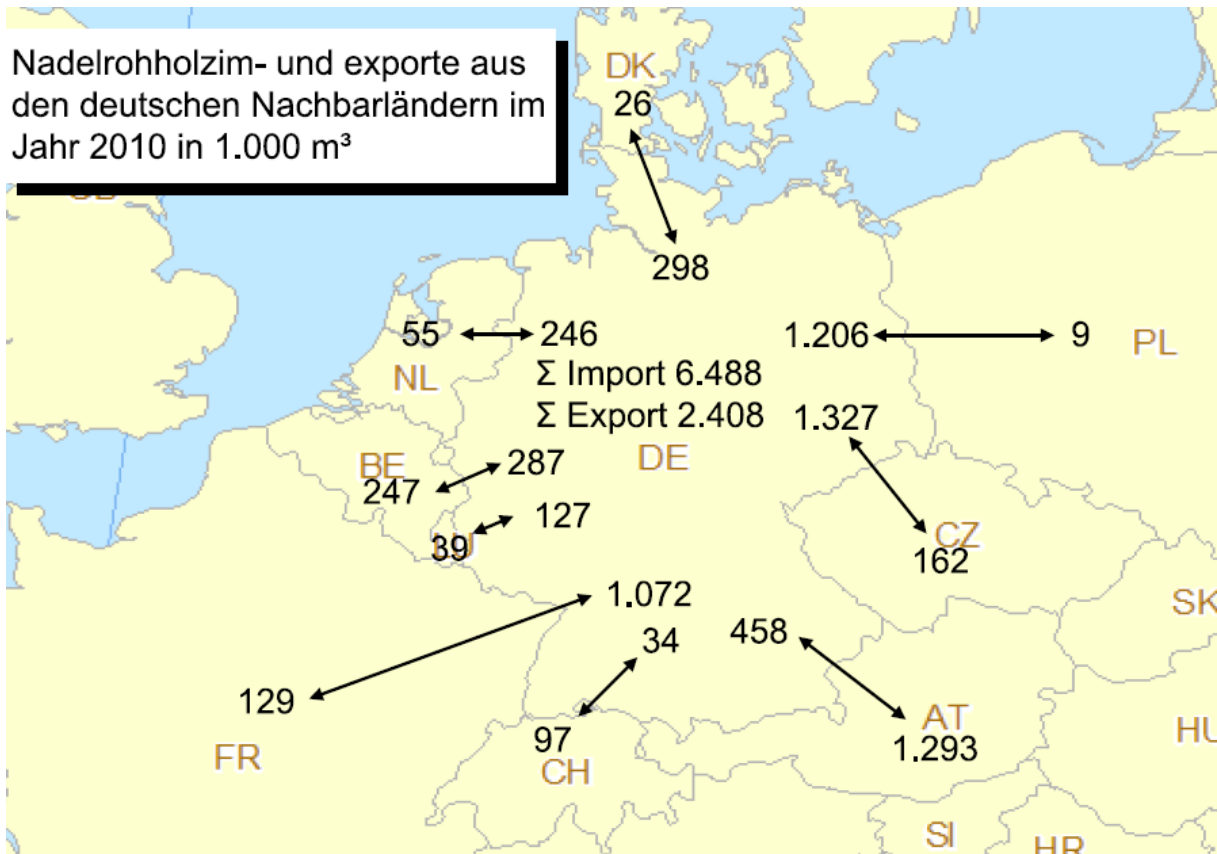 Nadelrohholzim- und exporte aus
den deutschen Nachbarländern im
Jahr 2010 in 1.000 m³
DK
26
298
55
246
1.206
9
PL
NL
Σ Import 6.488
Σ Export 2.408
1.327
DE
BE
287
247
127
39
CZ
162
1.072
SK
34
458
129
AT
97
1.293
HU
FR
CH
SI
HR